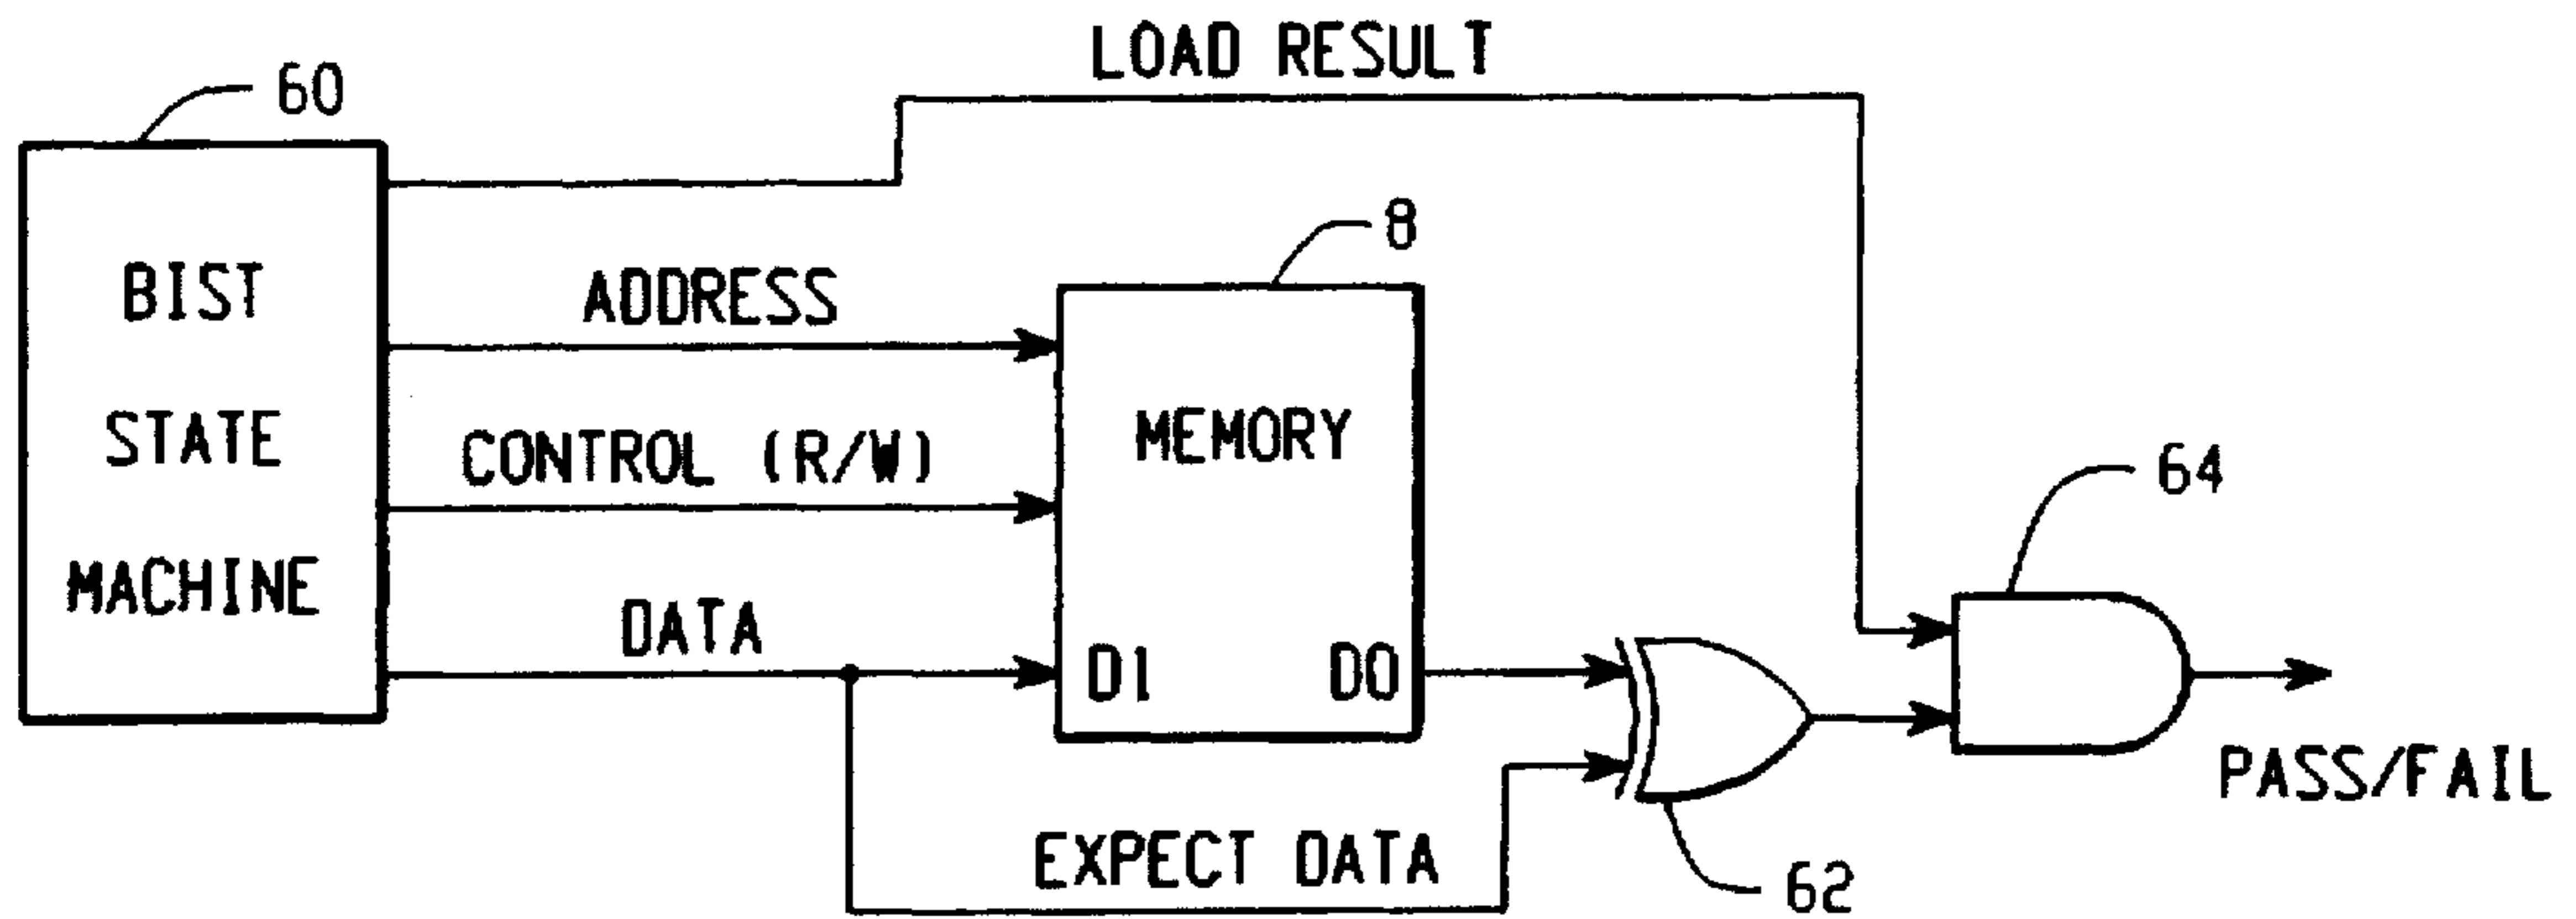 LOAD RESULT
60
8
BIST
STATE
MACHINE
ADDRESS
CONTROL (R/W)
DATA
MEMORY
DI
DO
64
PASS/FAIL
EXPECT DATA
62